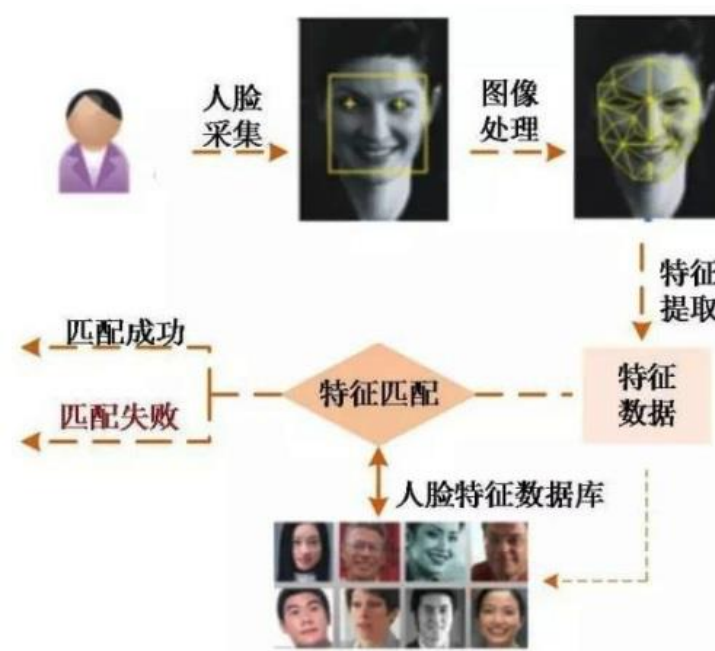 人脸
采集
图像
处理
特征
提取
匹配成功
特征匹配
特征
数据
匹配失败
人脸特征数据库